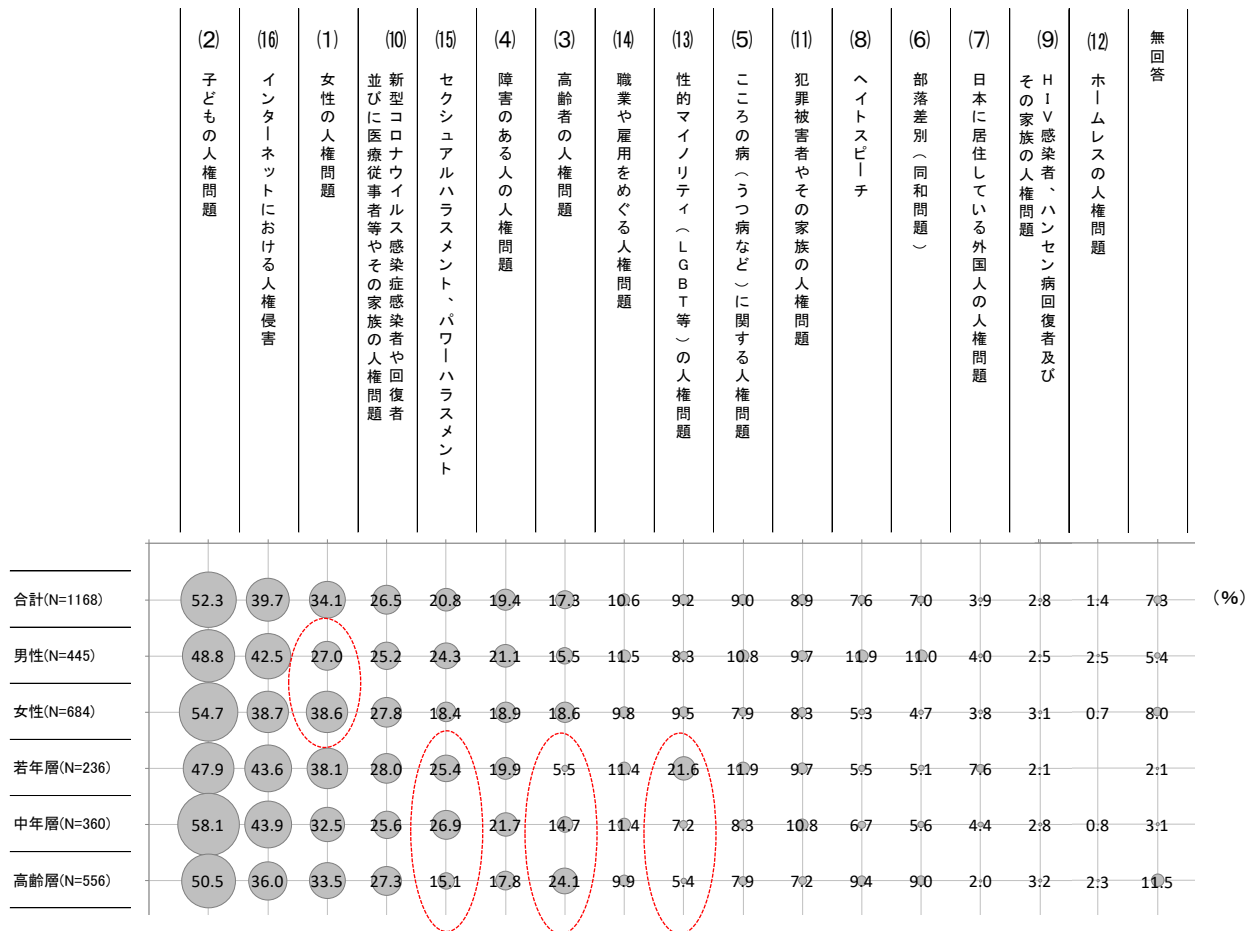 (2)
子どもの人権問題
(16)
インターネットにおける人権侵害
(1)
女性の人権問題
(10)
新型コロナウイルス感染症感染者や回復者
並びに医療従事者等やその家族の人権問題
(15)
セクシュアルハラスメント、パワーハラスメント
(4)
障害のある人の人権問題
(3)
高齢者の人権問題
(14)
職業や雇用をめぐる人権問題
(13)
性的マイノリティ(LGBT等)の人権問題
(5)
こころの病(うつ病など)に関する人権問題
(11)
犯罪被害者やその家族の人権問題
(8)
ヘイトスピーチ
(6)
部落差別(同和問題)
(7)
日本に居住している外国人の人権問題
(9)
HIV感染者、ハンセン病回復者及び
その家族の人権問題
(12)
ホームレスの人権問題
無回答
合計(N=1168) 52.3 39.7 34.1 26.5 20.8 19.4 17.3 10.6 9.2 9.0 8.9 7.6 7.0 3.9 2.8 1.4 7.3 (%)
男性(N=445) 48.8 42.5 27.0 25.2 24.3 21.1 15.5 11.5 8.3 10.8 9.7 11.9 11.0 4.0 2.5 2.5 5.4
女性(N=684) 54.7 38.7 38.6 27.8 18.4 18.9 18.6 9.8 9.5 7.9 8.3 5.3 4.7 3.8 3.1 0.7 8.0
若年層(N=236) 47.9 43.6 38.1 28.0 25.4 19.9 5.5 11.4 21.6 11.9 9.7 5.5 5.1 7.6 2.1 2.1
中年層(N=360) 58.1 43.9 32.5 25.6 26.9 21.7 14.7 11.4 7.2 8.3 10.8 6.7 5.6 4.4 2.8 0.8 3.1
高齢層(N=556) 50.5 36.0 33.5 27.3 15.1 17.8 24.1 9.9 5.4 7.9 7.2 9.4 9.0 2.0 3.2 2.3 11.5